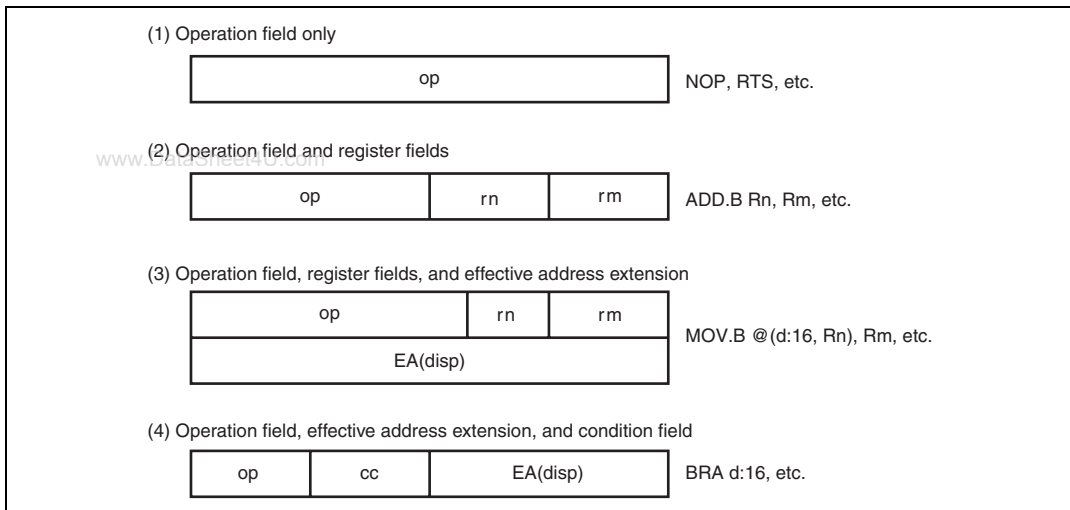 (1) Operation field only
op
NOP, RTS, etc.
(2) Operation field and register fields
www.DataSheet4U.com
op rn rm
ADD.B Rn, Rm, etc.
(3) Operation field, register fields, and effective address extension
op rn rm
EA(disp)
MOV.B @(d:16, Rn), Rm, etc.
(4) Operation field, effective address extension, and condition field
op cc EA(disp)
BRA d:16, etc.